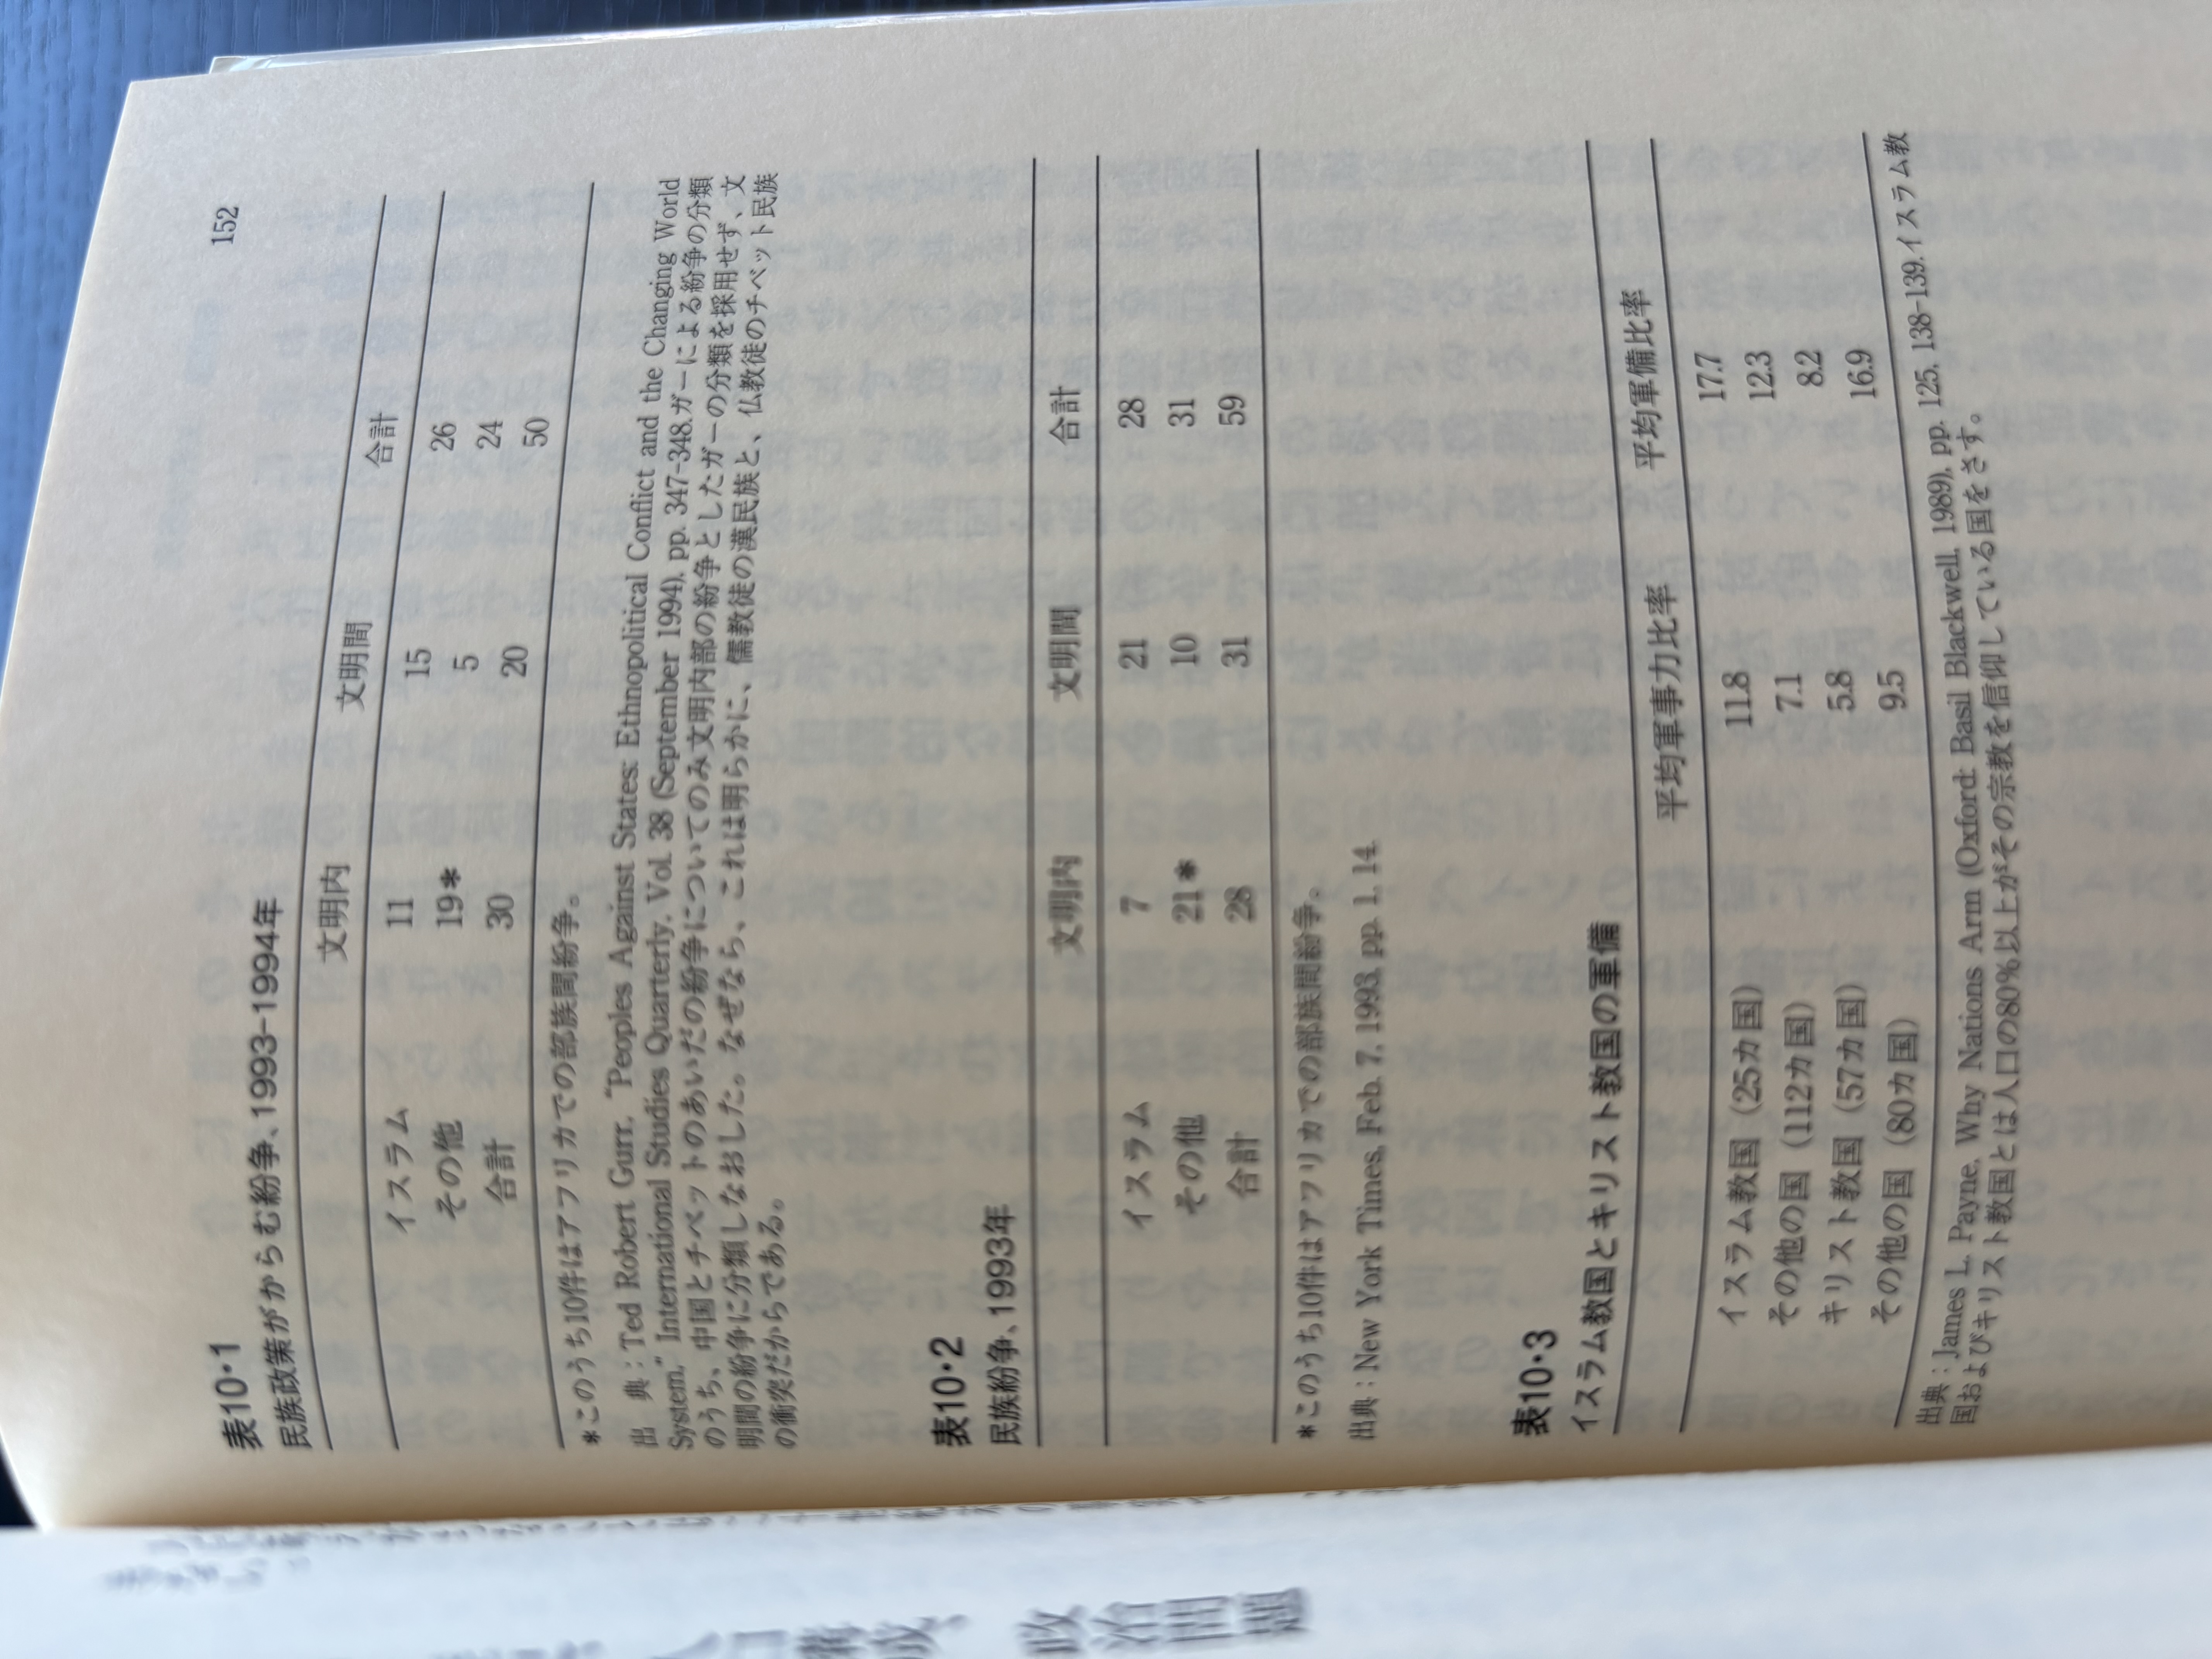 152
表10・1
民族政策がからむ紛争、1993-1994年
文明内 文明間 合計
イスラム 11 15 26
その他 19* 5 24
合計 30 20 50
*このうち10件はアフリカでの部族間紛争。
出 典:Ted Robert Gurr, “Peoples Against States: Ethnopolitical Conflict and the Changing World
System,” International Studies Quarterly, Vol. 38 (September 1994), pp. 347-348.ガーによる紛争の分類
のうち、中国とチベットのあいだの紛争についてのみ文明内部の紛争としたガーの分類を採用せず、文
明間の紛争に分類しなおした。なぜなら、これは明らかに、儒教徒の漢民族と、仏教徒のチベット民族
の衝突だからである。
表10・2
民族紛争、1993年
文明内 文明間 合計
イスラム 7 21 28
その他 21* 10 31
合計 28 31 59
*このうち10件はアフリカでの部族間紛争。
出典:New York Times, Feb. 7, 1993, pp. 1, 14.
表10・3
イスラム教国とキリスト教国の軍備
平均軍事力比率 平均軍備比率
イスラム教国(25カ国) 11.8 17.7
その他の国(112カ国) 7.1 12.3
キリスト教国(57カ国) 5.8 8.2
その他の国(80カ国) 9.5 16.9
出典:James L. Payne, Why Nations Arm (Oxford: Basil Blackwell, 1989), pp. 125, 138-139.イスラム教
国およびキリスト教国とは人口の80%以上がその宗教を信仰している国をさす。
人口構成、政治問題